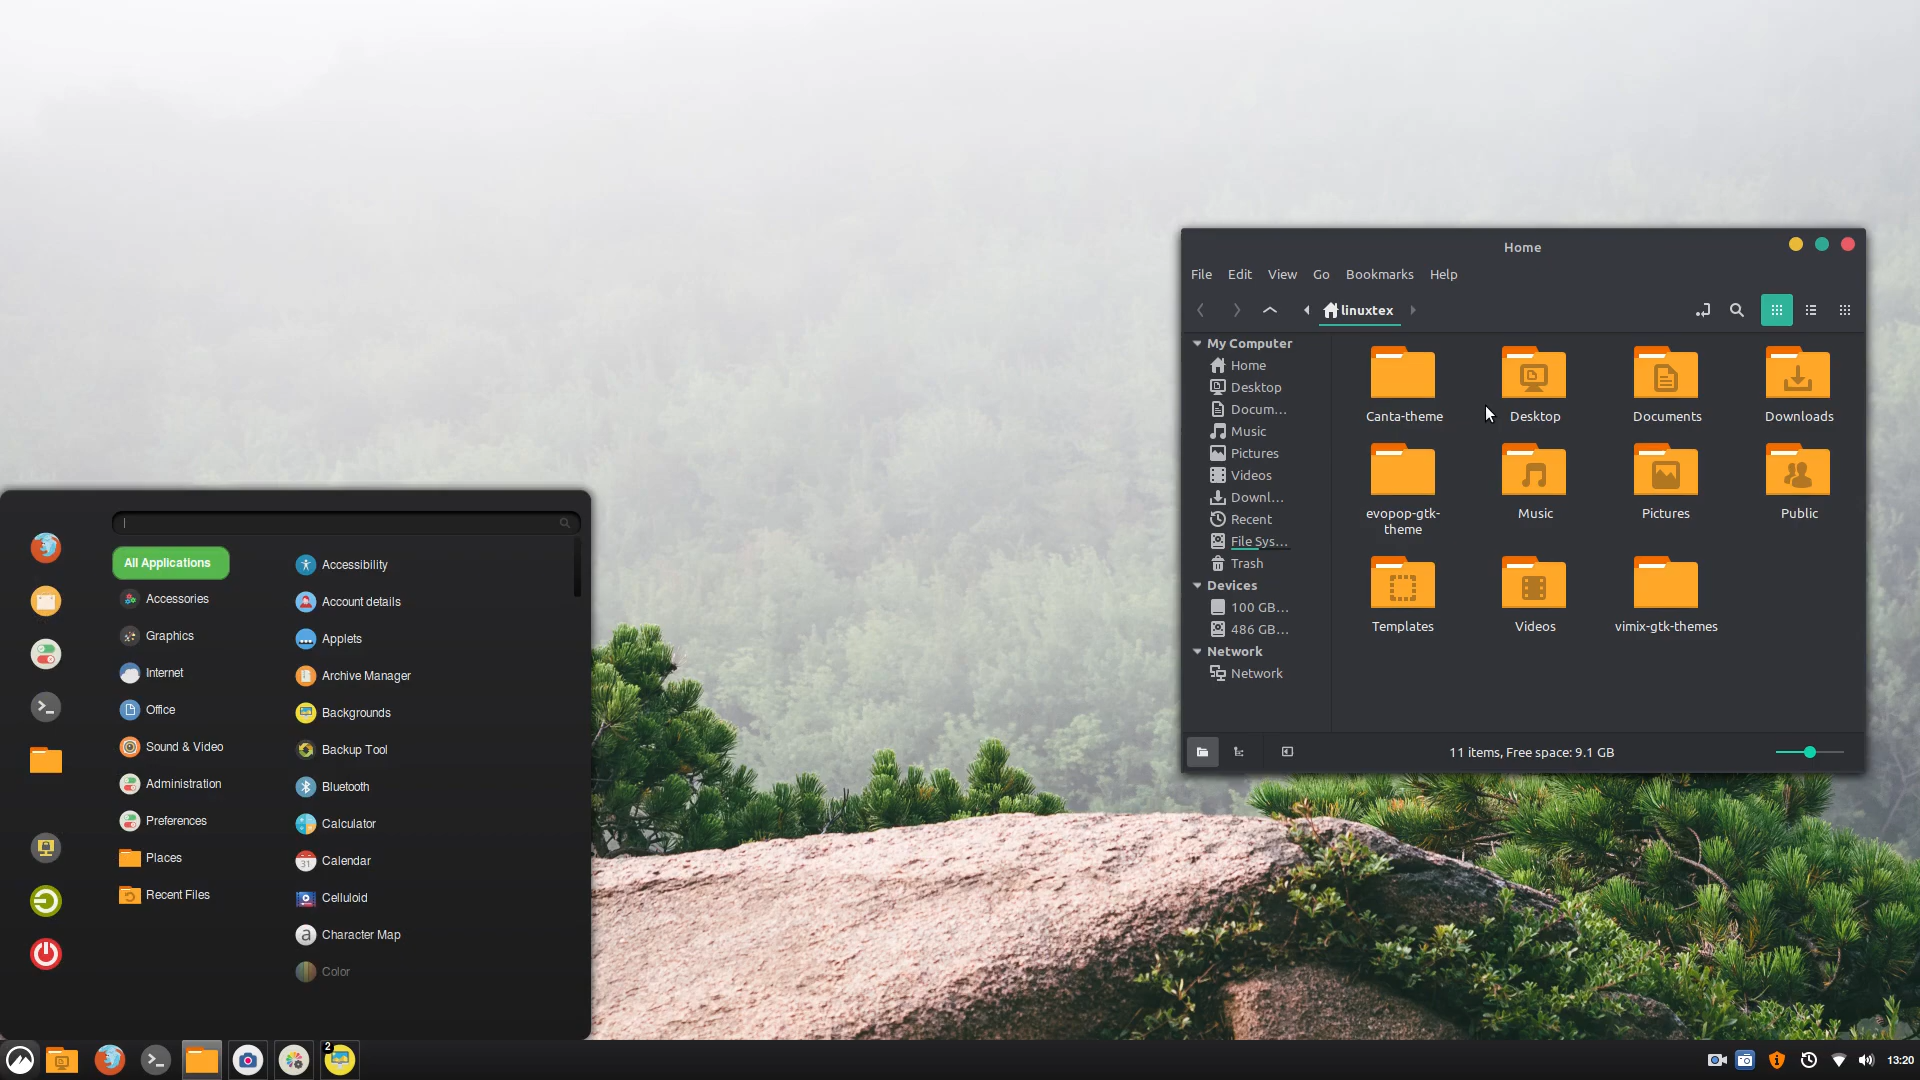 Home
File Edit View Go Bookmarks Help
linuxtex
My Computer
Home
Desktop
Docum...
Music
Pictures
Videos
Downl...
Recent
File Sys...
Trash
Devices
100 GB...
486 GB...
Network
Network
Canta-theme Desktop Documents Downloads
evopop-gtk-
theme
Music Pictures Public
Templates Videos vimix-gtk-themes
11 items, Free space: 9.1 GB
All Applications
Accessories
Graphics
Internet
Office
Sound & Video
Administration
Preferences
Places
Recent Files
Accessibility
Account details
Applets
Archive Manager
Backgrounds
Backup Tool
Bluetooth
Calculator
31
Calendar
Celluloid
a
Character Map
Color
2
13:20